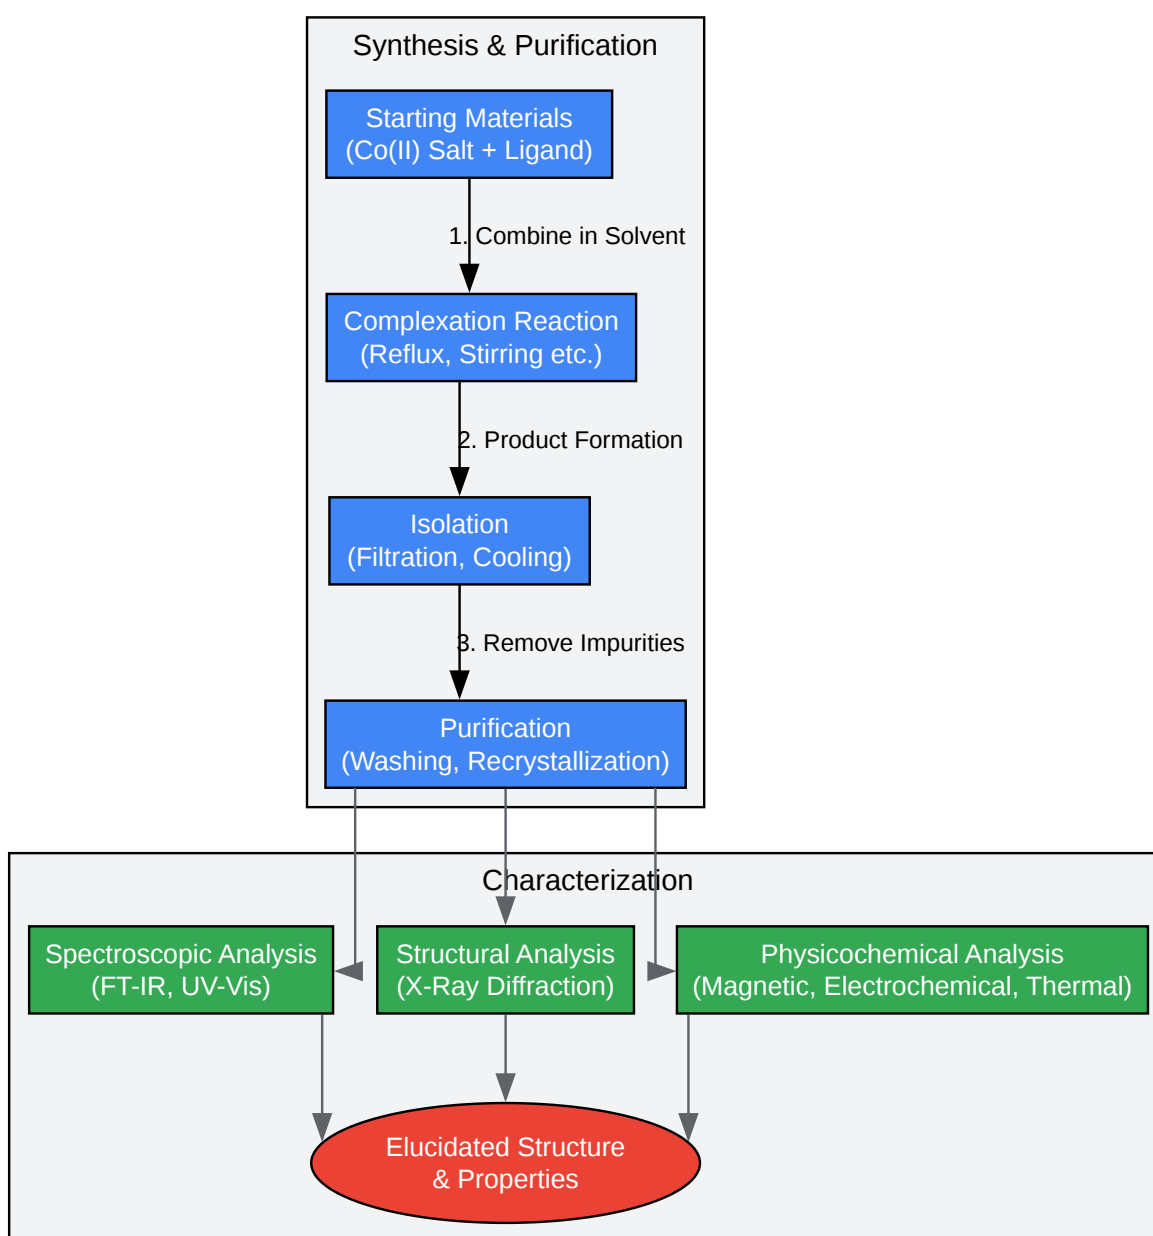 Synthesis & Purification
Starting Materials
(Co(II) Salt + Ligand)
1. Combine in Solvent
Complexation Reaction
(Reflux, Stirring etc.)
2. Product Formation
Isolation
(Filtration, Cooling)
3. Remove Impurities
Purification
(Washing, Recrystallization)
Characterization
Spectroscopic Analysis
(FT-IR, UV-Vis)
Structural Analysis
(X-Ray Diffraction)
Physicochemical Analysis
(Magnetic, Electrochemical, Thermal)
Elucidated Structure
& Properties